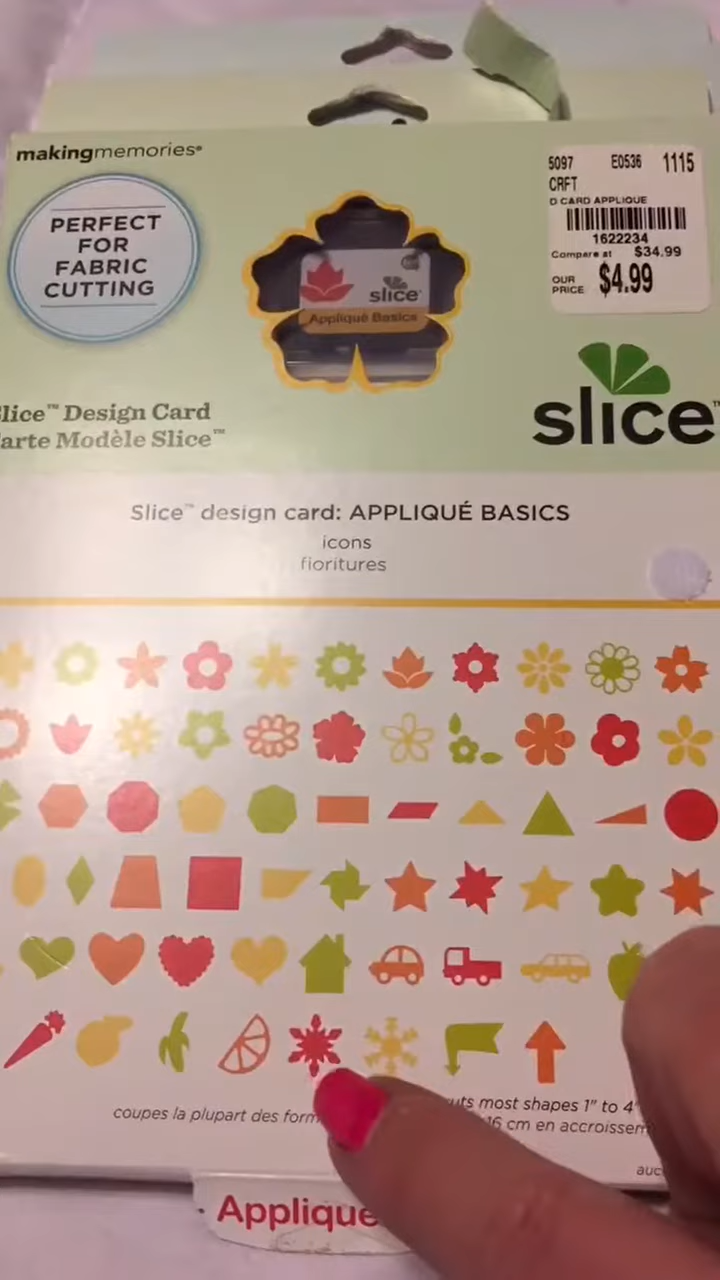 makingmemories®
PERFECT
FOR
FABRIC
CUTTING
5097 E0536 1115
CRFT
D CARD APPLIQUE
1622234
Compare at $34.99
OUR
PRICE $4.99
slice®
Appliqué Basics
lice™ Design Card
arte Modèle Slice™
slice™
Slice™ design card: APPLIQUÉ BASICS
icons
fioritures
uts most shapes 1" to 4"
coupes la plupart des form
16 cm en accroissem
auc
Applique